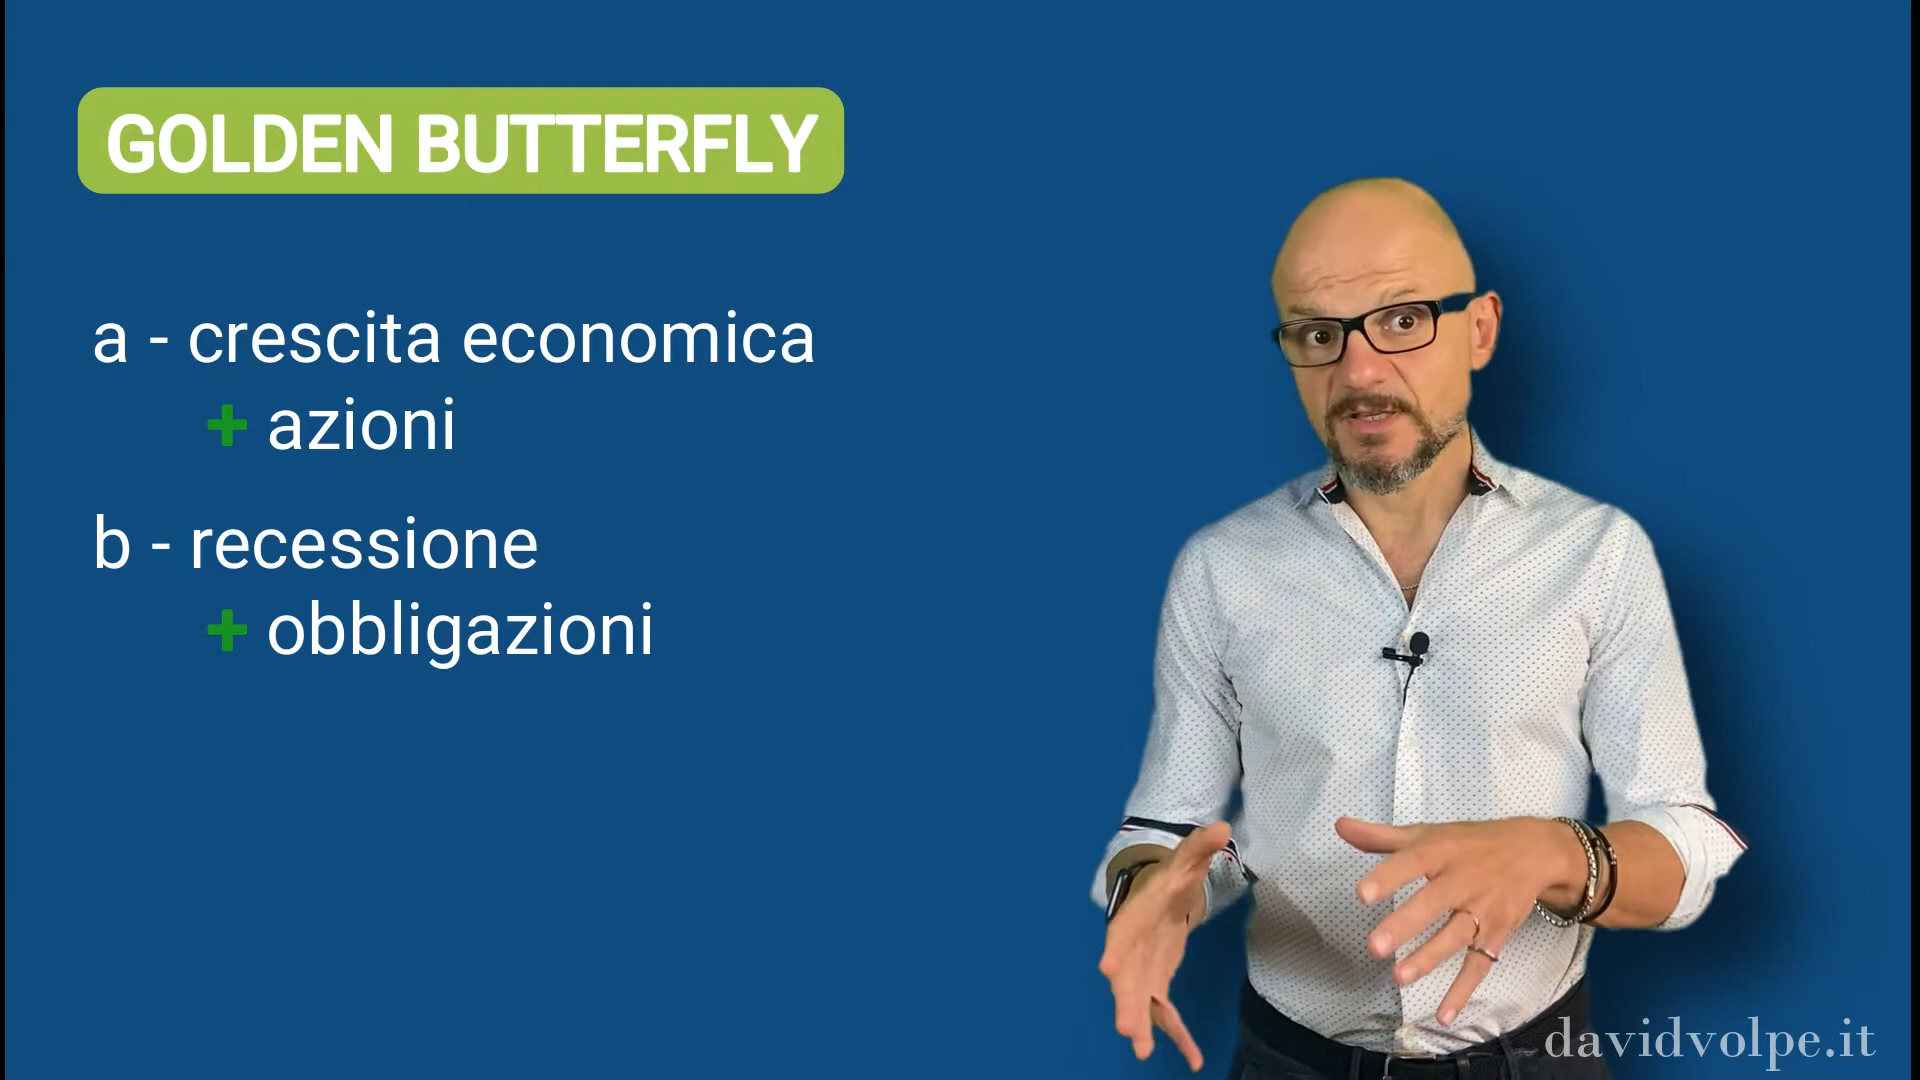 GOLDEN BUTTERFLY
a - crescita economica
+ azioni
b - recessione
+ obbligazioni
davidvolpe.it